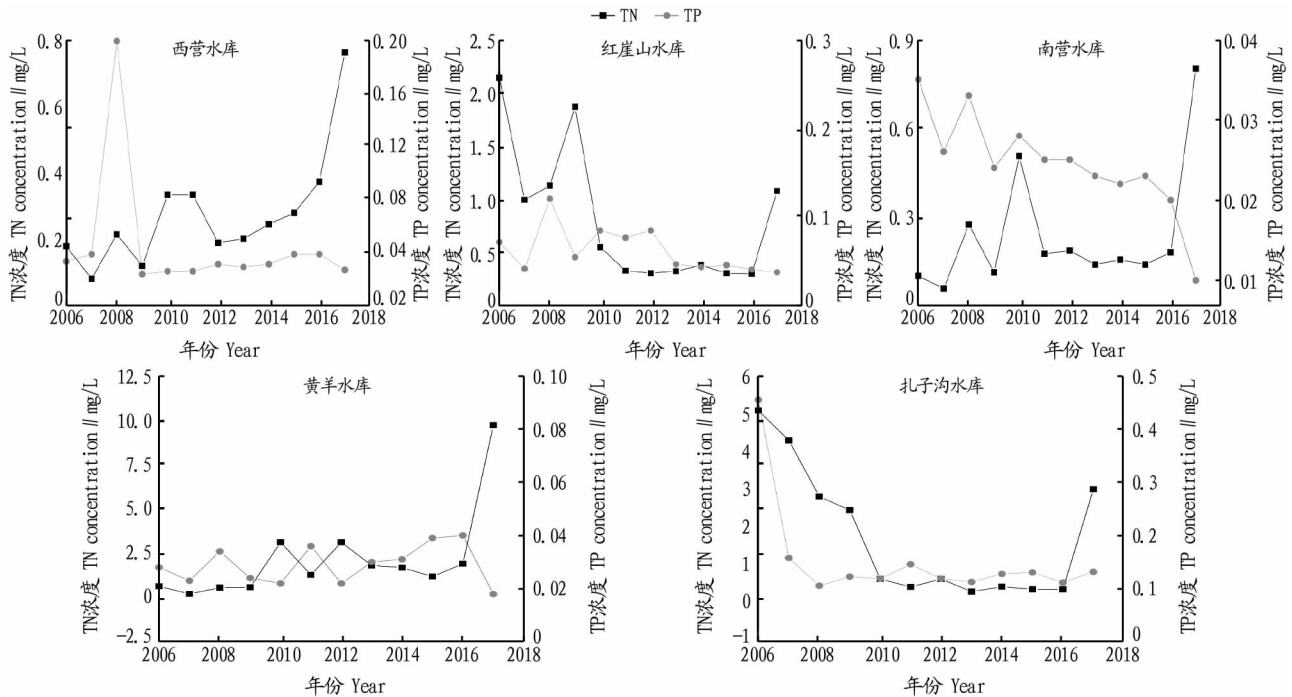 TN TP
西营水库
TN浓度 TN concentration∥mg/L
0.8
0.6
0.4
0.2
0
TP浓度 TP concentration∥mg/L
0.20
0.16
0.12
0.08
0.04
0.02
2006 2008 2010 2012 2014 2016 2018
年份 Year
红崖山水库
TN浓度 TN concentration∥mg/L
2.5
2.0
1.5
1.0
0.5
0
TP浓度 TP concentration∥mg/L
0.3
0.2
0.1
0
2006 2008 2010 2012 2014 2016 2018
年份 Year
南营水库
TN浓度 TN concentration∥mg/L
0.9
0.6
0.3
0
TP浓度 TP concentration∥mg/L
0.04
0.03
0.02
0.01
2006 2008 2010 2012 2014 2016 2018
年份 Year
黄羊水库
TN浓度 TN concentration∥mg/L
12.5
10.0
7.5
5.0
2.5
0
-2.5
TP浓度 TP concentration∥mg/L
0.10
0.08
0.06
0.04
0.02
0
2006 2008 2010 2012 2014 2016 2018
年份 Year
扎子沟水库
TN浓度 TN concentration∥mg/L
6
5
4
3
2
1
0
-1
TP浓度 TP concentration∥mg/L
0.5
0.4
0.3
0.2
0.1
0
2006 2008 2010 2012 2014 2016 2018
年份 Year